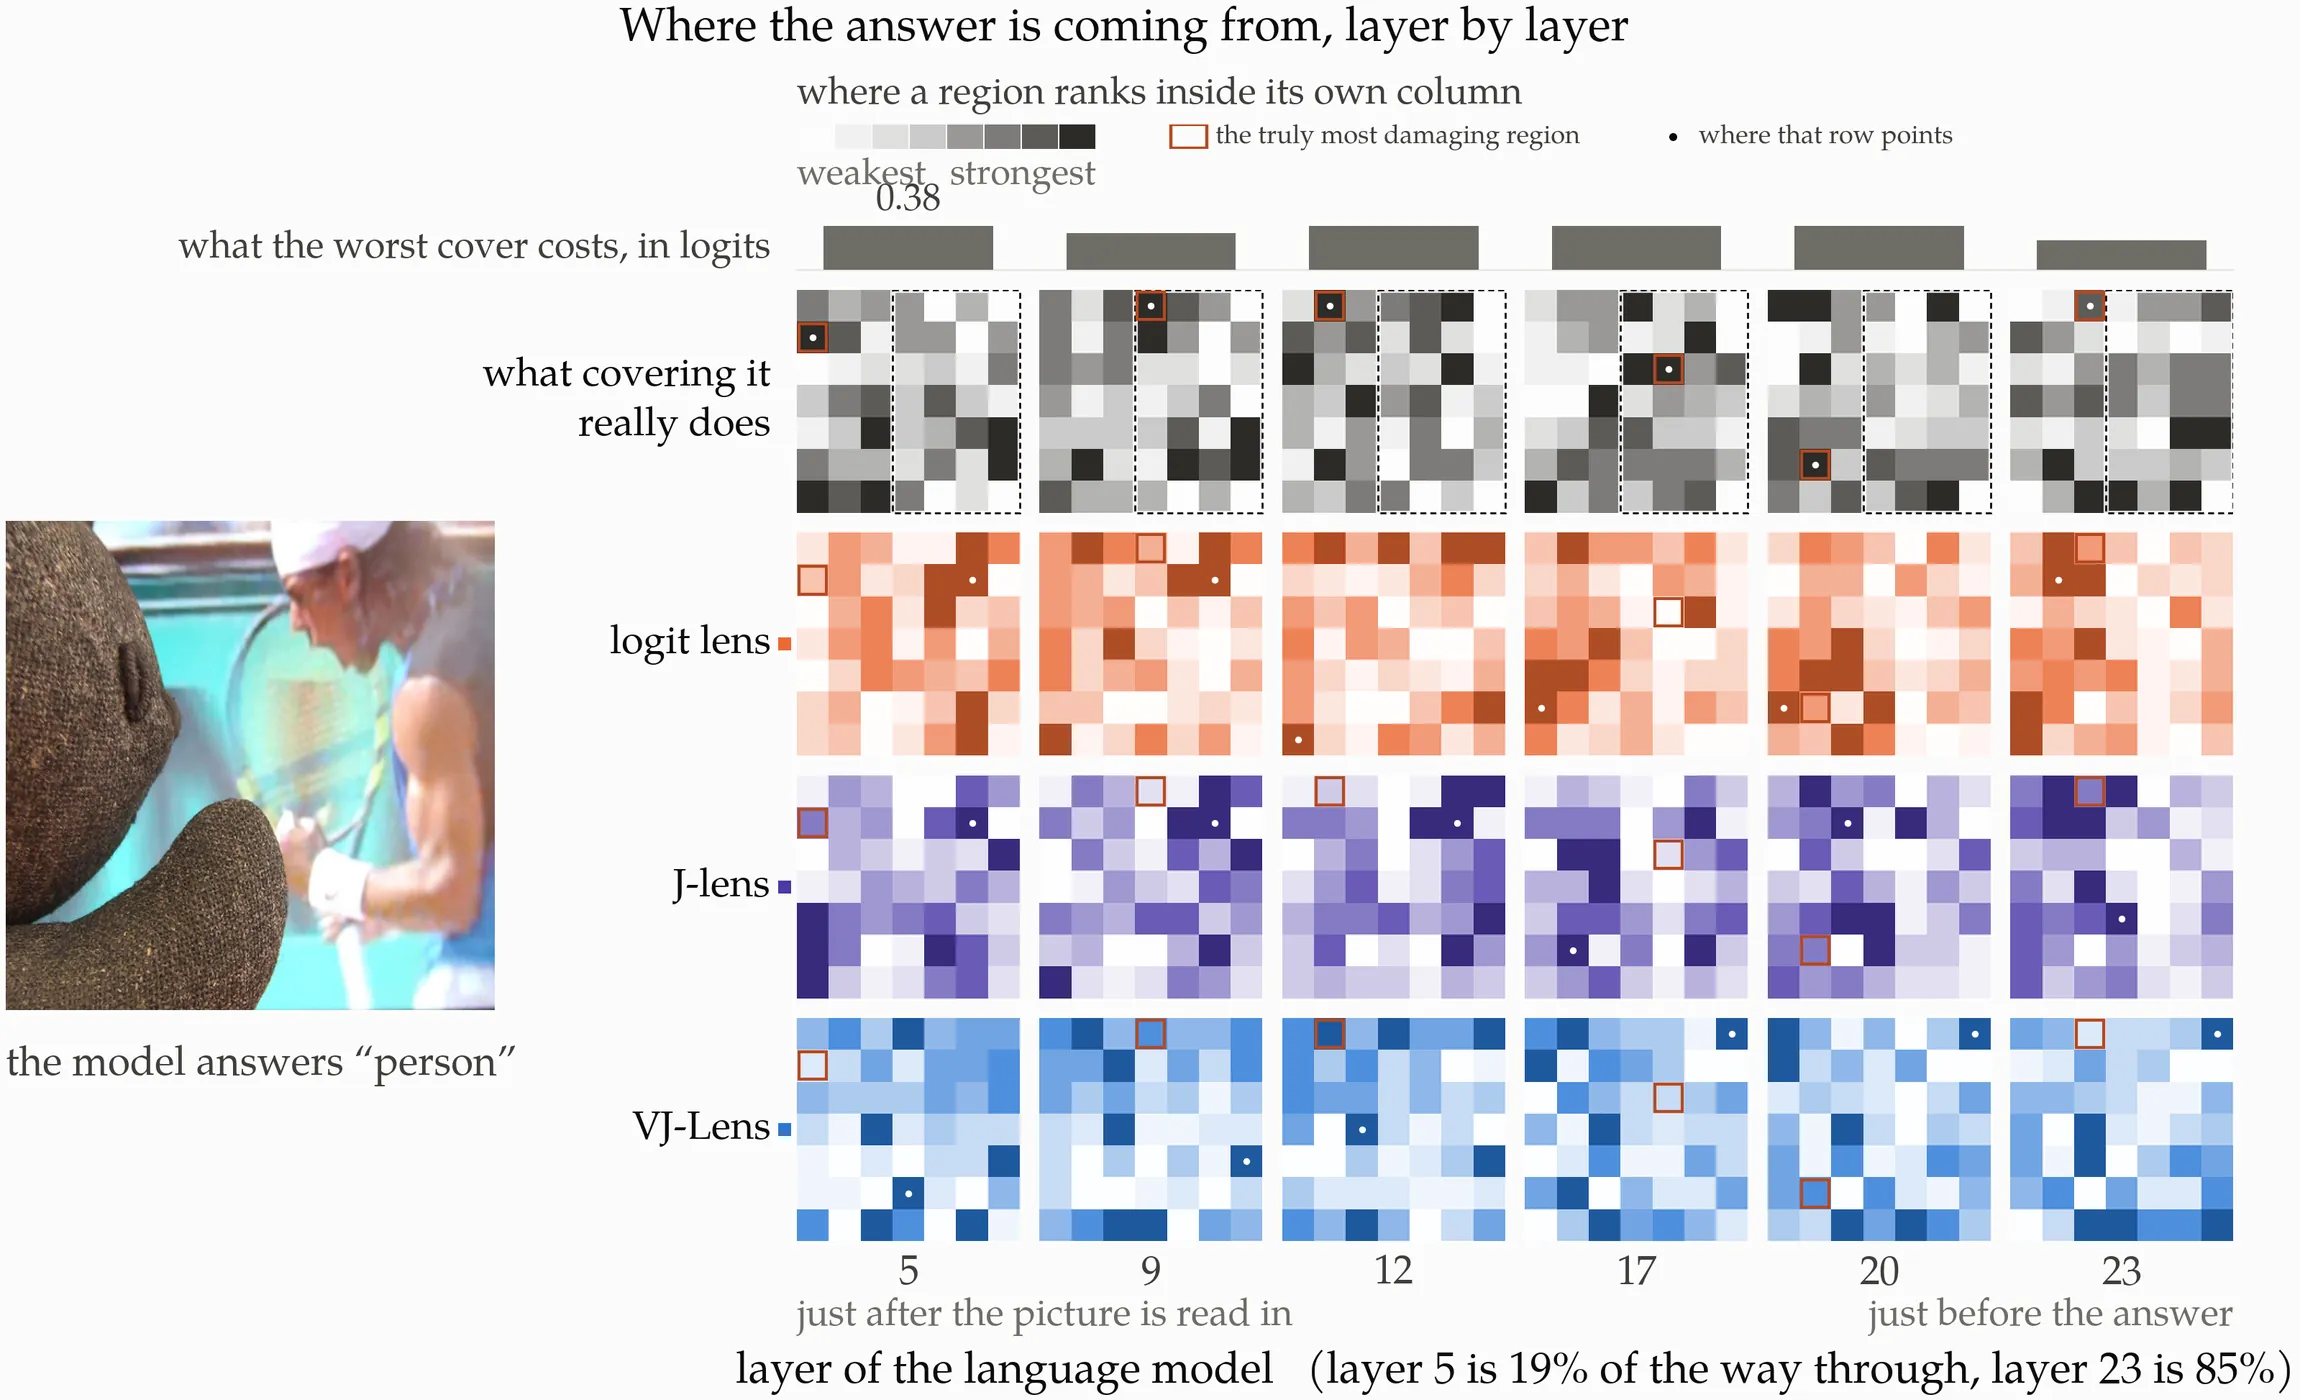 Where the answer is coming from, layer by layer
where a region ranks inside its own column
the truly most damaging region
where that row points
weakest strongest
0.38
what the worst cover costs, in logits
what covering it
really does
logit lens
J-lens
the model answers “person”
VJ-Lens
5 9 12 17 20 23
just after the picture is read in
just before the answer
layer of the language model (layer 5 is 19% of the way through, layer 23 is 85%)